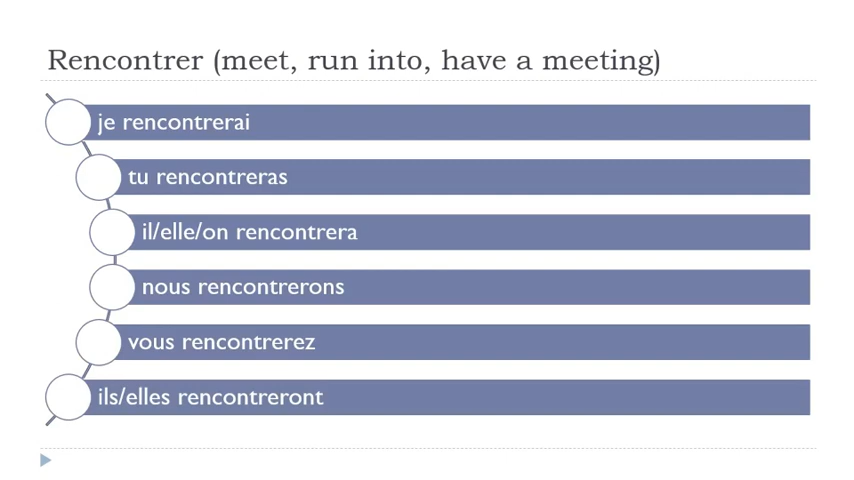 Rencontrer (meet, run into, have a meeting)
je rencontrerai
tu rencontreras
il/elle/on rencontrera
nous rencontrerons
vous rencontrerez
ils/elles rencontreront